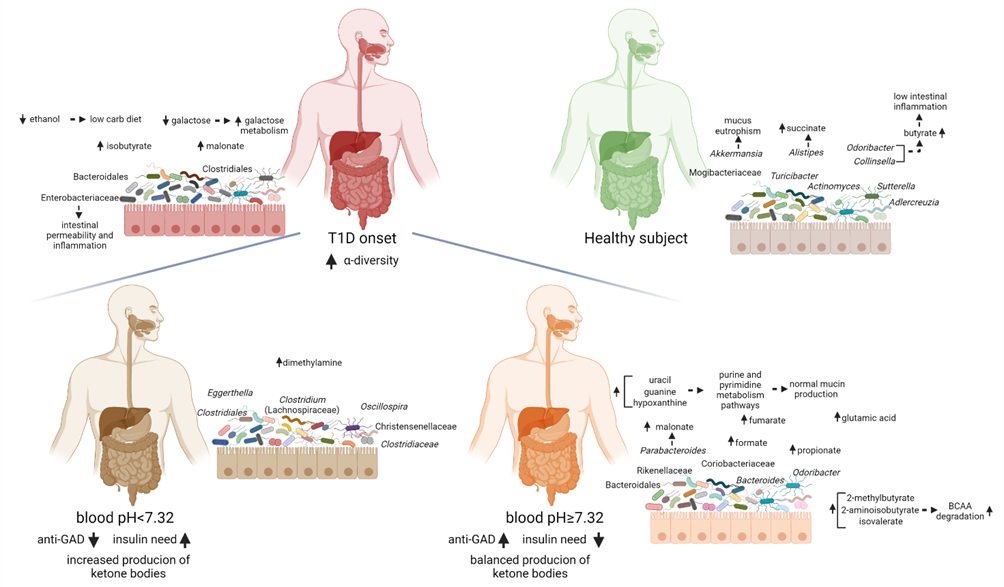 ↓ ethanol → low carb diet
↓ galactose → ↑ galactose
metabolism
↑ isobutyrate
↑ malonate
Bacteroidales
Clostridiales
Enterobacteriaceae
intestinal
permeability and
inflammation
T1D onset
↑ α-diversity
low intestinal
inflammation
mucus
eutrophism
↑ succinate
butyrate ↑
Akkermansia
Alistipes
Odoribacter
Collinsella
Mogibacteriaceae
Turicibacter
Actinomyces
Sutterella
Adlercreuzia
Healthy subject
↑ dimethylamine
Eggerthella
Clostridium
(Lachnospiraceae)
Oscillospira
Clostridiales
Christensenellaceae
Clostridiaceae
blood pH<7.32
anti-GAD ↓ insulin need ↑
increased producion of
ketone bodies
↑ uracil
guanine
hypoxanthine
purine and
pyrimidine
metabolism
pathways
normal mucin
production
↑ fumarate
↑ glutamic acid
↑ malonate
↑ formate
Parabacteroides
↑ propionate
Rikenellaceae
Coriobacteriaceae
Bacteroidales
Bacteroides
Odoribacter
↑ 2-methylbutyrate
2-aminoisobutyrate
isovalerate
BCAA
degradation ↑
blood pH≥7.32
anti-GAD ↑ insulin need ↓
balanced producion of
ketone bodies